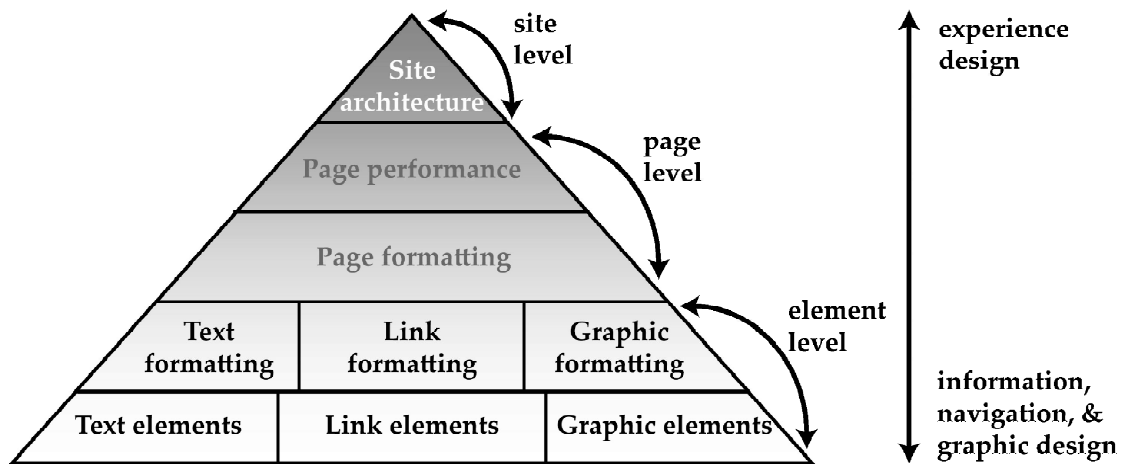 site
level
experience
design
Site
architecture
page
level
Page performance
Page formatting
element
level
Text
formatting
Link
formatting
Graphic
formatting
information,
navigation, &
graphic design
Text elements
Link elements
Graphic elements